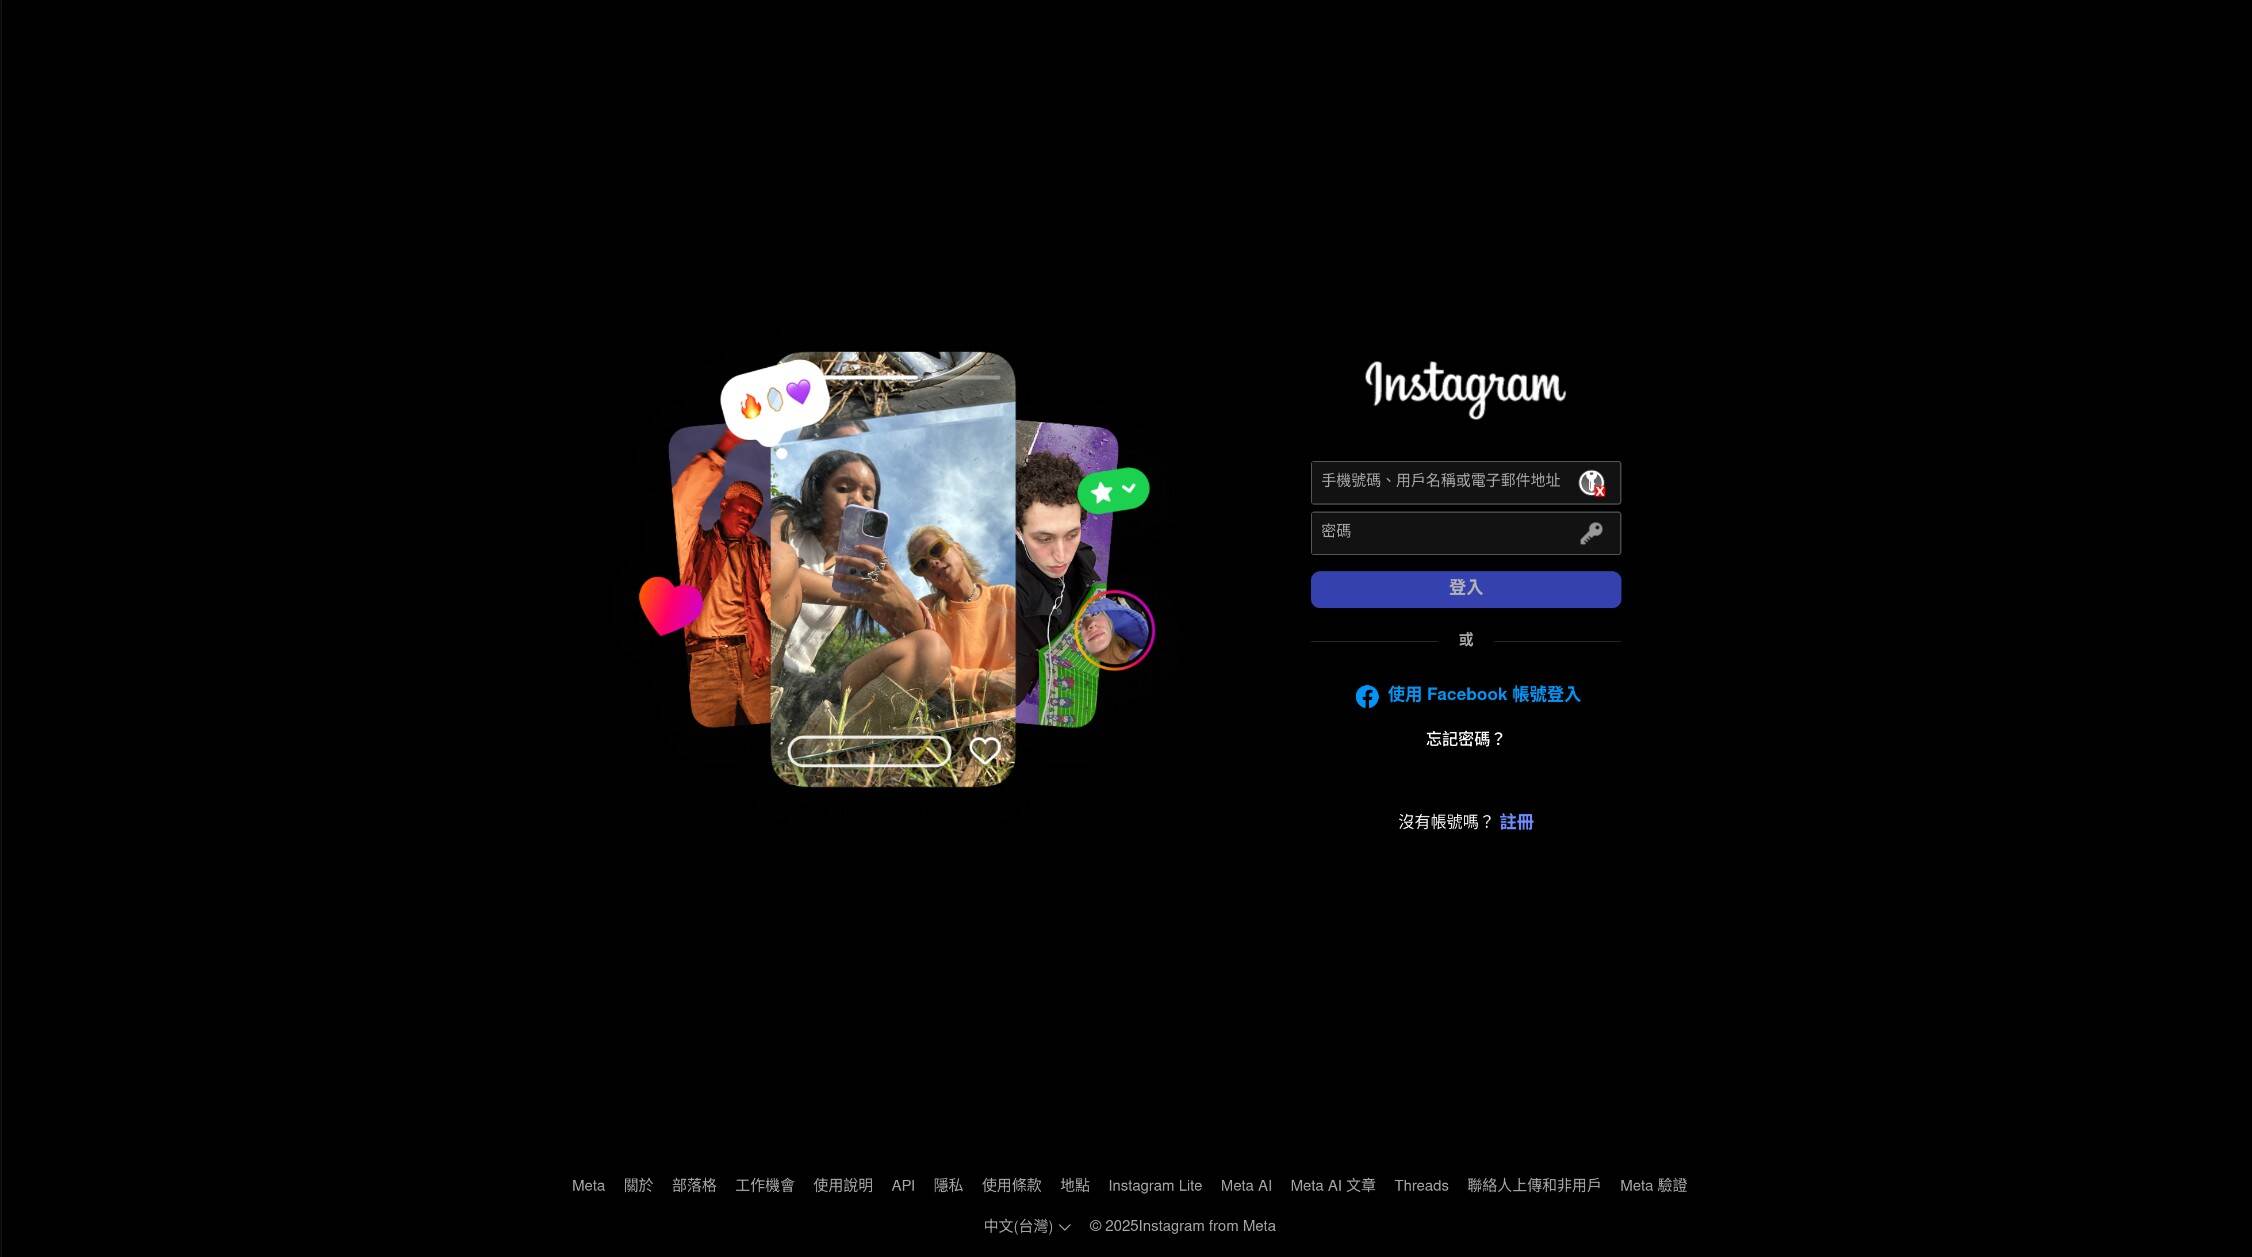 Instagram
手機號碼、用戶名稱或電子郵件地址
密碼
登入
或
使用 Facebook 帳號登入
忘記密碼？
沒有帳號嗎？ 註冊
Meta 關於 部落格 工作機會 使用說明 API 隱私 使用條款 地點 Instagram Lite Meta AI Meta AI 文章 Threads 聯絡人上傳和非用戶 Meta 驗證
中文(台灣) © 2025Instagram from Meta